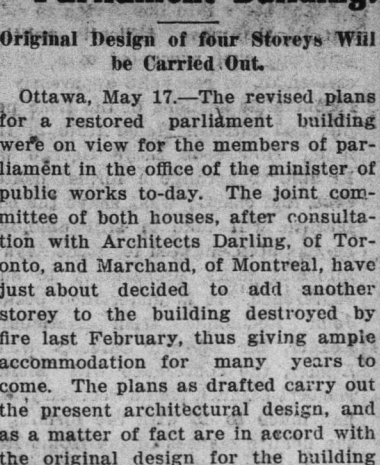 Parliament Building.
Original Design of four Storeys Will
be Carried Out.
Ottawa, May 17.—The revised plans
for a restored parliament building
were on view for the members of par-
liament in the office of the minister of
public works to-day. The joint com-
mittee of both houses, after consulta-
tion with Architects Darling, of Tor-
onto, and Marchand, of Montreal, have
just about decided to add another
storey to the building destroyed by
fire last February, thus giving ample
accommodation for many years to
come. The plans as drafted carry out
the present architectural design, and
as a matter of fact are in accord with
the original design for the building